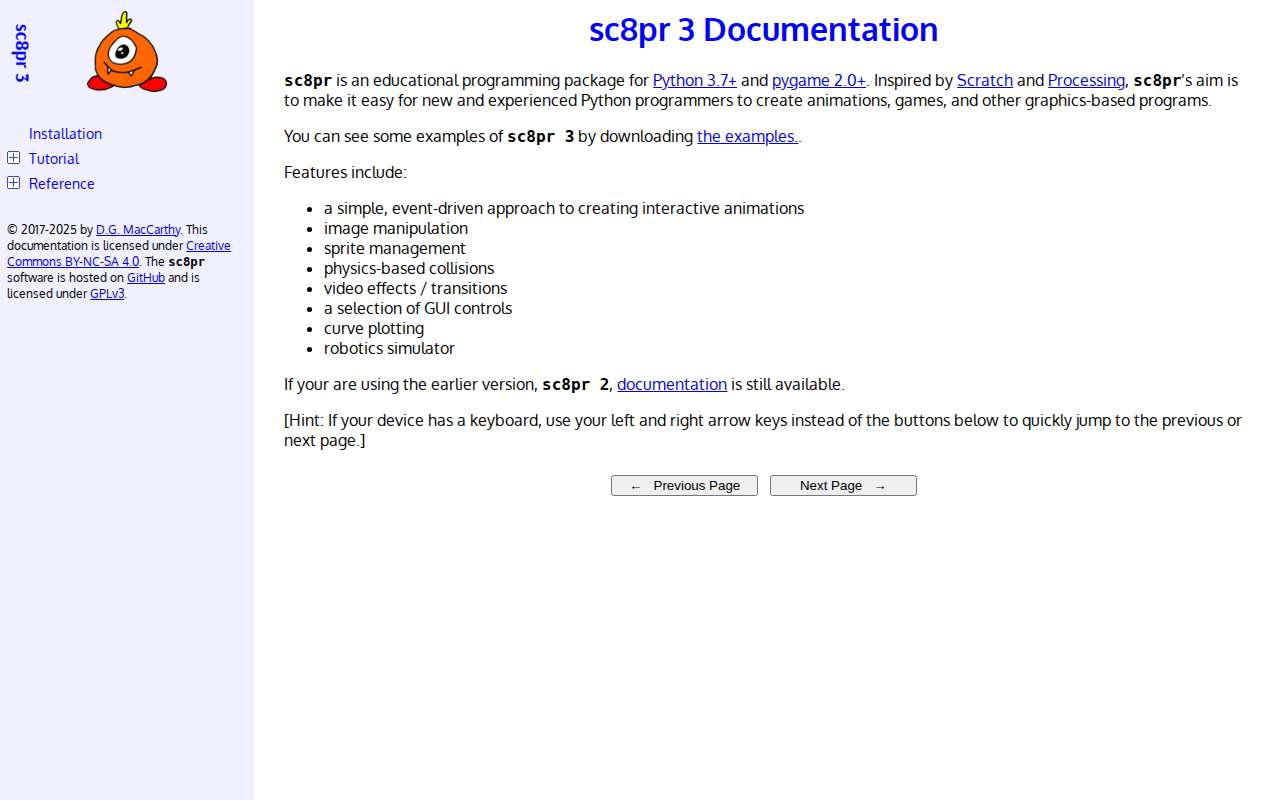 sc8pr 3
Installation
Tutorial
Reference
© 2017-2025 by D.G. MacCarthy. This
documentation is licensed under Creative
Commons BY-NC-SA 4.0. The sc8pr
software is hosted on GitHub and is
licensed under GPLv3.
sc8pr 3 Documentation
sc8pr is an educational programming package for Python 3.7+ and pygame 2.0+. Inspired by Scratch and Processing, sc8pr’s aim is
to make it easy for new and experienced Python programmers to create animations, games, and other graphics-based programs.
You can see some examples of sc8pr 3 by downloading the examples..
Features include:
• a simple, event-driven approach to creating interactive animations
• image manipulation
• sprite management
• physics-based collisions
• video effects / transitions
• a selection of GUI controls
• curve plotting
• robotics simulator
If your are using the earlier version, sc8pr 2, documentation is still available.
[Hint: If your device has a keyboard, use your left and right arrow keys instead of the buttons below to quickly jump to the previous or
next page.]
← Previous Page
Next Page →